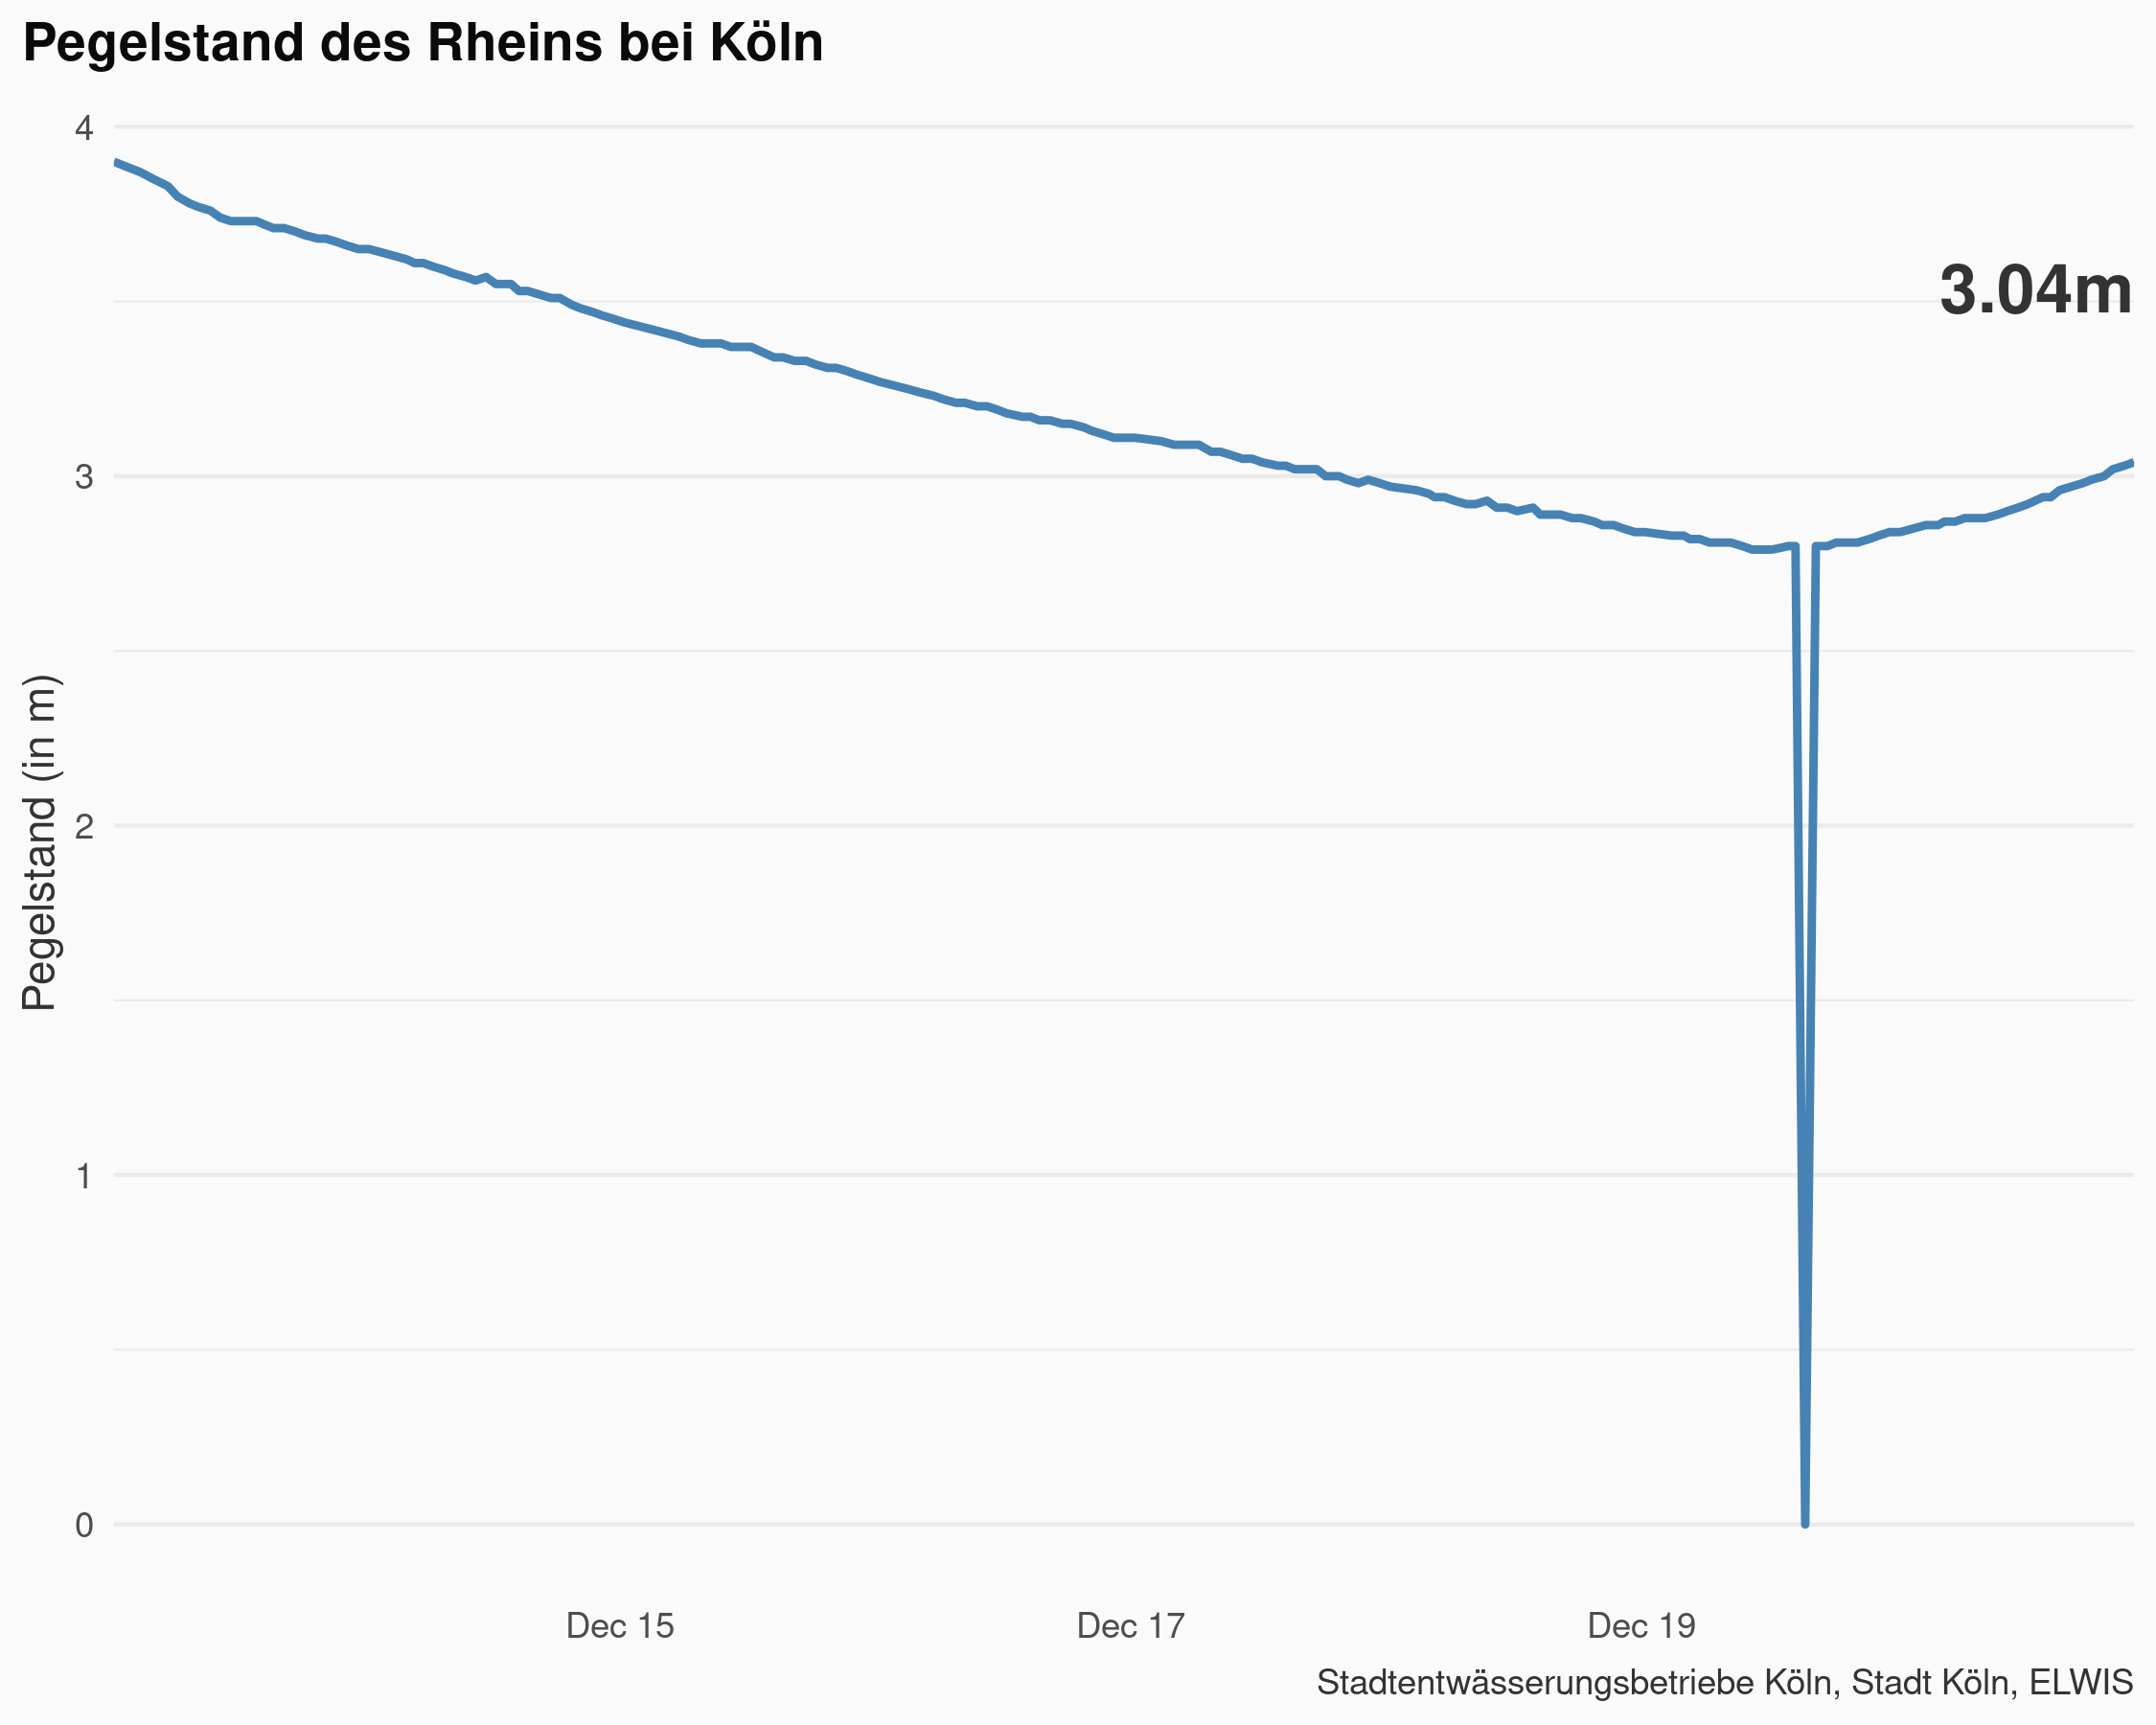 Pegelstand des Rheins bei Köln
4
3.04m
3
Pegelstand (in m)
2
1
0
Dec 15
Dec 17
Dec 19
Stadtentwässerungsbetriebe Köln, Stadt Köln, ELWIS